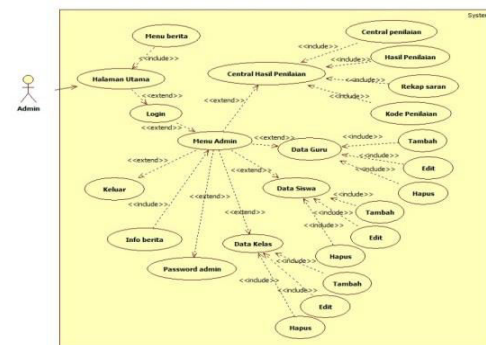 System
Menu berita
<<include>>
Halaman Utama
Admin
<<extend>>
Login
<<extend>>
Menu Admin
<<extend>>
Central Hasil Penilaian
<<include>>
Central penilaian
<<include>>
Hasil Penilaian
<<include>>
Rekap saran
<<include>>
Kode Penilaian
<<extend>>
Data Guru
<<include>>
Tambah
<<include>>
Edit
<<include>>
Hapus
<<extend>>
Keluar
<<extend>>
Data Siswa
<<include>>
Tambah
<<include>>
Edit
<<include>>
Hapus
<<include>>
Info berita
<<extend>>
Password admin
<<extend>>
Data Kelas
<<include>>
Tambah
<<include>>
Edit
<<include>>
Hapus